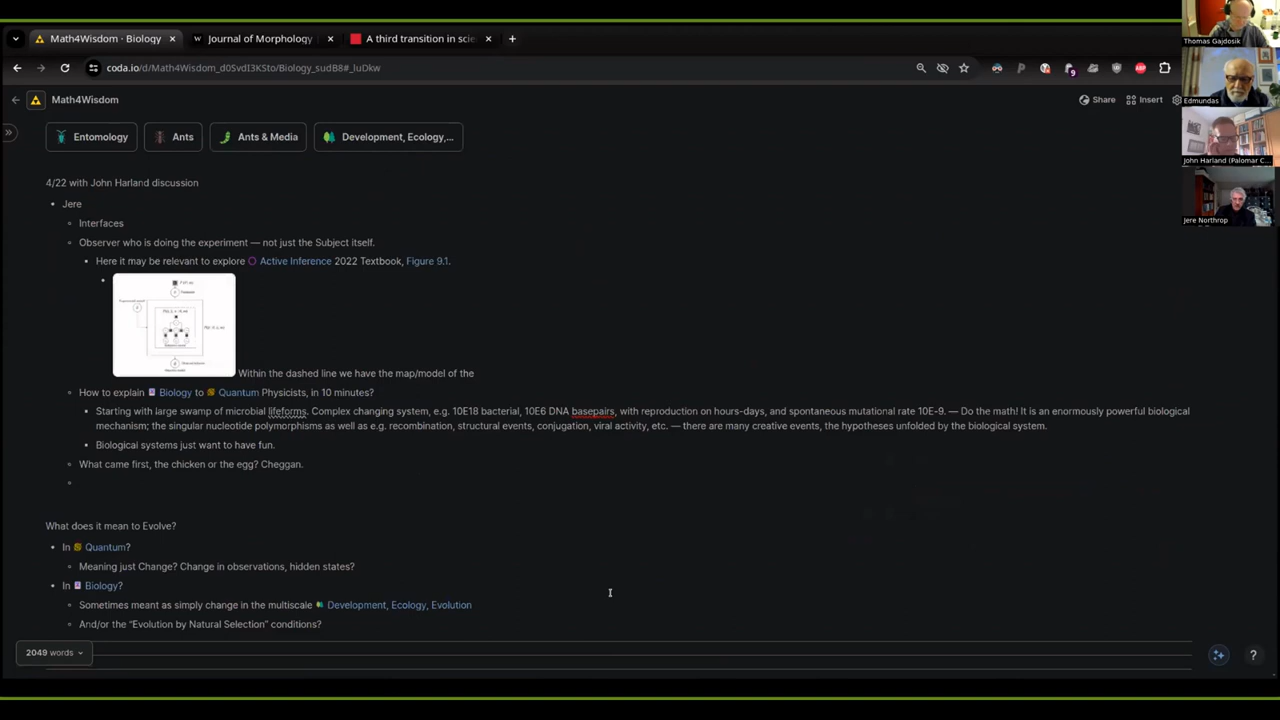 Math4Wisdom · Biology
Journal of Morphology
A third transition in scie
coda.io/d/Math4Wisdom_d0SvdI3KSto/Biology_sudB8#_luDkw
9
ABP
Thomas Gajdosik
Edmundas
John Harland (Palomar C...
Jere Northrop
Math4Wisdom
Share
Insert
Entomology
Ants
Ants & Media
Development, Ecology,...
4/22 with John Harland discussion
Jere
Interfaces
Observer who is doing the experiment — not just the Subject itself.
Here it may be relevant to explore Active Inference 2022 Textbook, Figure 9.1.
Within the dashed line we have the map/model of the
How to explain Biology to Quantum Physicists, in 10 minutes?
Starting with large swamp of microbial lifeforms. Complex changing system, e.g. 10E18 bacterial, 10E6 DNA basepairs, with reproduction on hours-days, and spontaneous mutational rate 10E-9. — Do the math! It is an enormously powerful biological
mechanism; the singular nucleotide polymorphisms as well as e.g. recombination, structural events, conjugation, viral activity, etc. — there are many creative events, the hypotheses unfolded by the biological system.
Biological systems just want to have fun.
What came first, the chicken or the egg? Cheggan.
What does it mean to Evolve?
In Quantum?
Meaning just Change? Change in observations, hidden states?
In Biology?
Sometimes meant as simply change in the multiscale Development, Ecology, Evolution
And/or the “Evolution by Natural Selection” conditions?
2049 words
?